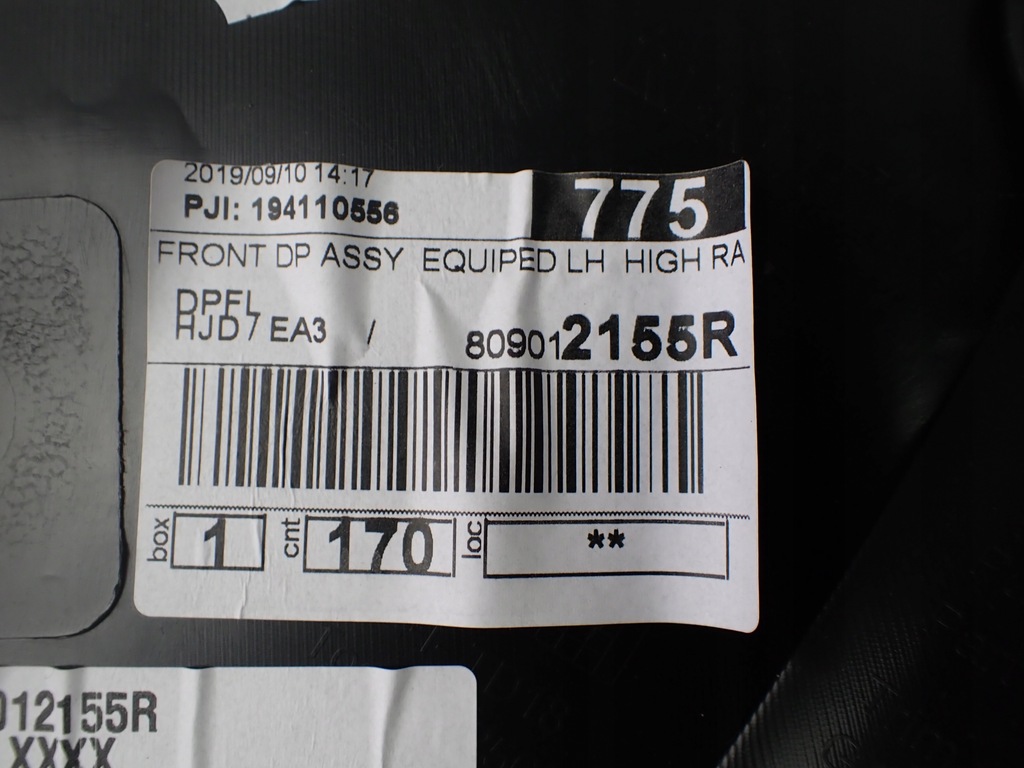 2019/09/10 14:17
775
PJI: 194110556
FRONT DP ASSY EQUIPED LH HIGH RA
DPFL
HJD / EA3 / 809012155R
box 1 cnt 170 loc **
012155R
XXXX